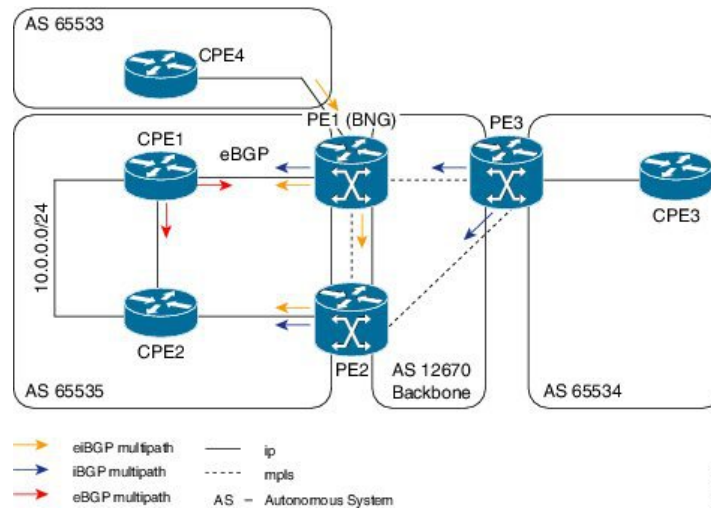 AS 65533
CPE4
PE1 (BNG)
PE3
CPE1
eBGP
CPE3
10.0.0.0/24
CPE2
PE2
AS 65535
AS 12670
Backbone
AS 65534
eiBGP multipath
ip
iBGP multipath
mpls
eBGP multipath
AS – Autonomous System